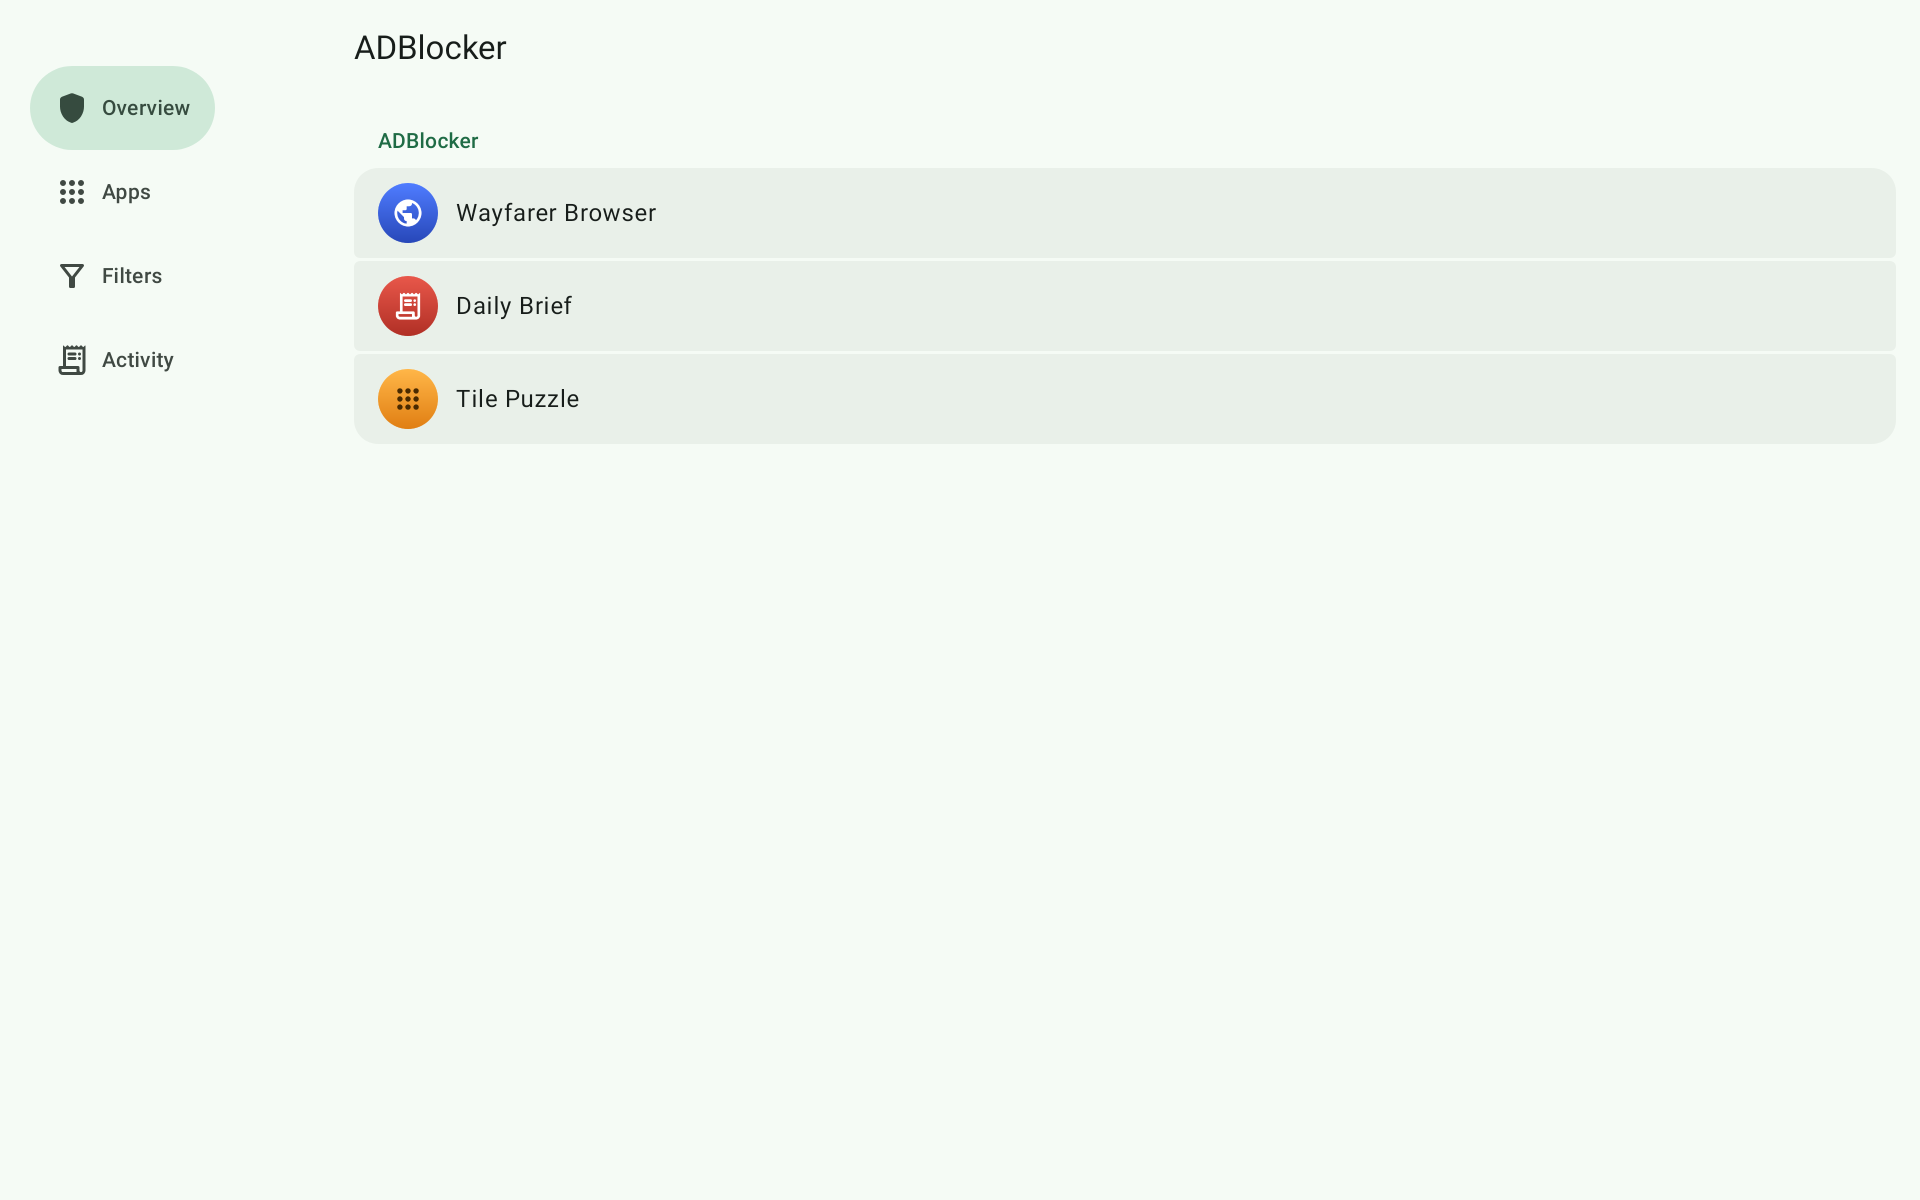 ADBlocker
Overview
Apps
Filters
Activity
ADBlocker
Wayfarer Browser
Daily Brief
Tile Puzzle